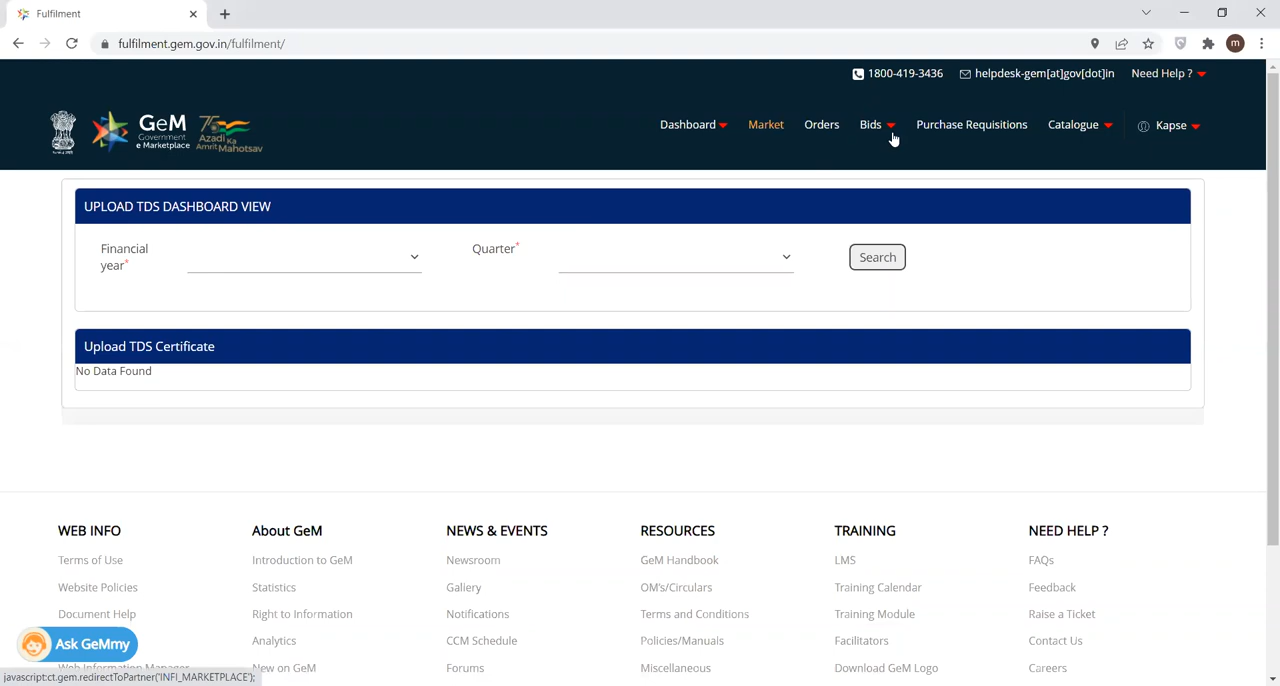 Fulfilment
fulfilment.gem.gov.in/fulfilment/
m
1800-419-3436 helpdesk-gem[at]gov[dot]in Need Help ?
GeM
Government
e Marketplace
75
Azadi
Ka
Amrit Mahotsav
Dashboard Market Orders Bids Purchase Requisitions Catalogue Kapse
UPLOAD TDS DASHBOARD VIEW
Financial
year*
Quarter*
Search
Upload TDS Certificate
No Data Found
WEB INFO About GeM NEWS & EVENTS RESOURCES TRAINING NEED HELP ?
Terms of Use Introduction to GeM Newsroom GeM Handbook LMS FAQs
Website Policies Statistics Gallery OM's/Circulars Training Calendar Feedback
Document Help Right to Information Notifications Terms and Conditions Training Module Raise a Ticket
Ask GeMmy Analytics CCM Schedule Policies/Manuals Facilitators Contact Us
Web Information Manager New on GeM Forums Miscellaneous Download GeM Logo Careers
javascript:ct.gem.redirectToPartner('INFI_MARKETPLACE');